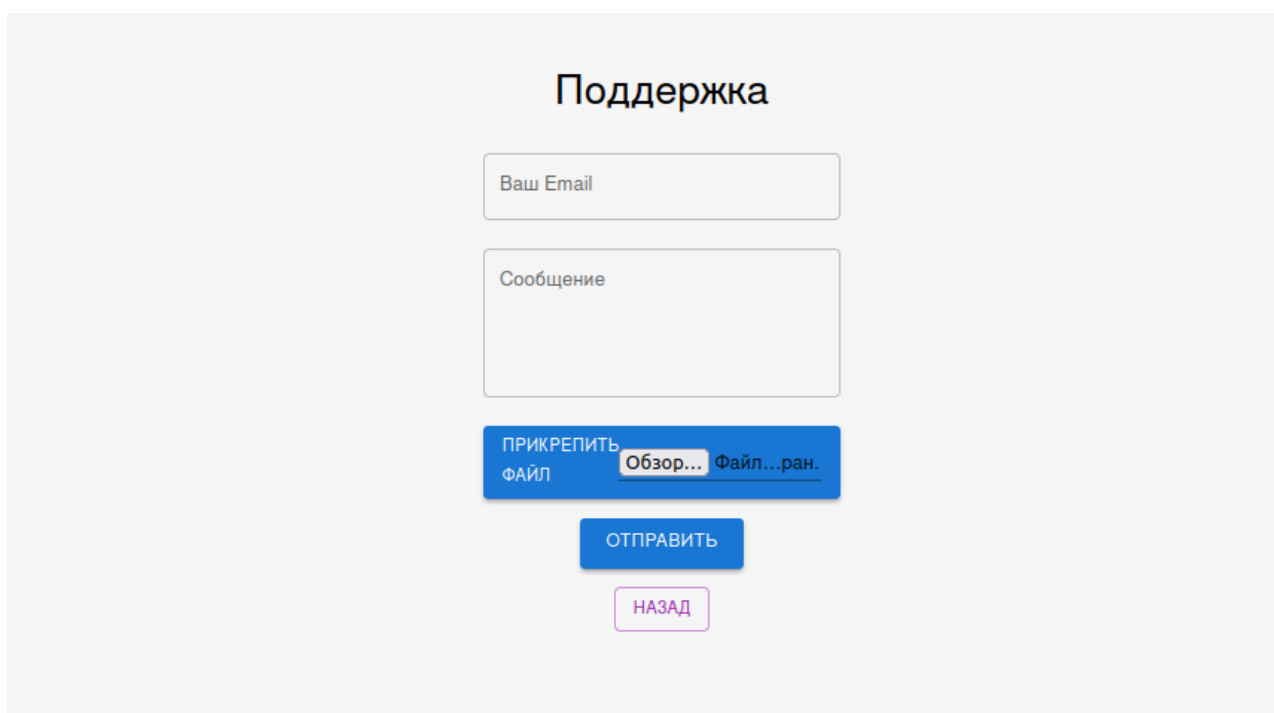 Поддержка
Ваш Email
Сообщение
ПРИКРЕПИТЬ
ФАЙЛ
Обзор... Файл...ран.
ОТПРАВИТЬ
НАЗАД